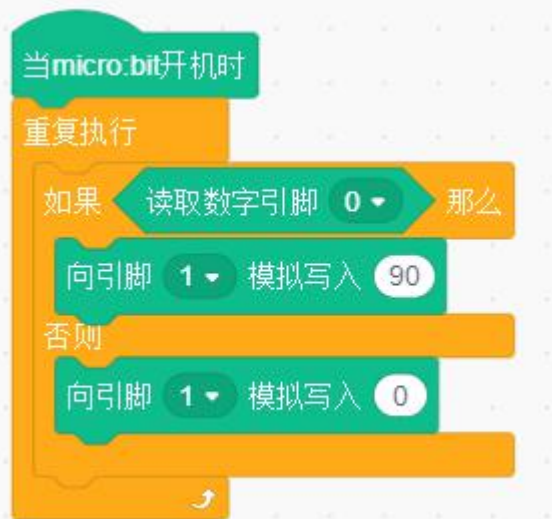 当micro:bit开机时
重复执行
如果 读取数字引脚 0 那么
向引脚 1 模拟写入 90
否则
向引脚 1 模拟写入 0